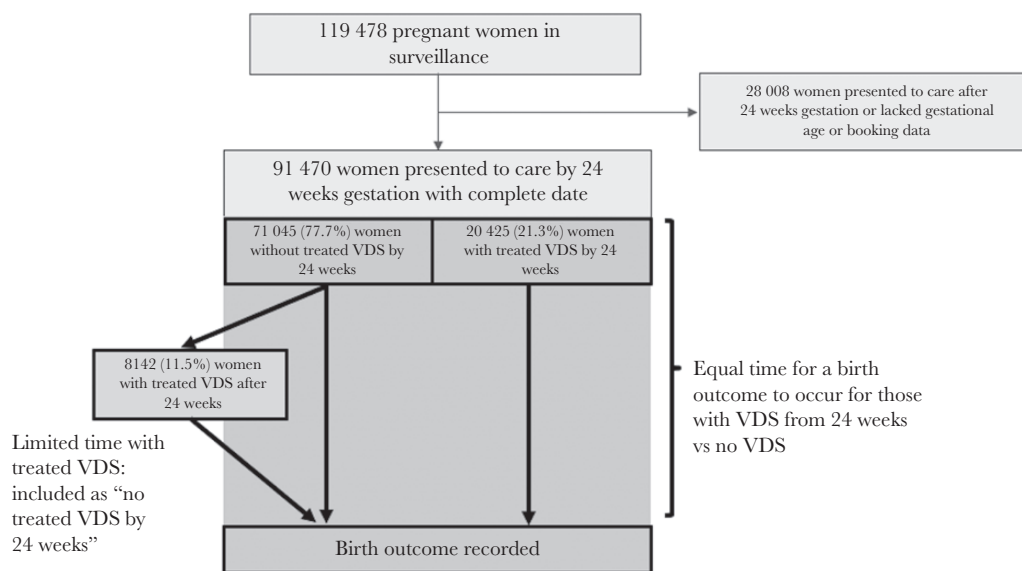 119 478 pregnant women in
surveillance
28 008 women presented to care after
24 weeks gestation or lacked gestational
age or booking data
91 470 women presented to care by 24
weeks gestation with complete date
71 045 (77.7%) women
without treated VDS by
24 weeks
20 425 (21.3%) women
with treated VDS by 24
weeks
8142 (11.5%) women
with treated VDS after
24 weeks
Equal time for a birth
outcome to occur for those
with VDS from 24 weeks
vs no VDS
Limited time with
treated VDS:
included as “no
treated VDS by
24 weeks”
Birth outcome recorded